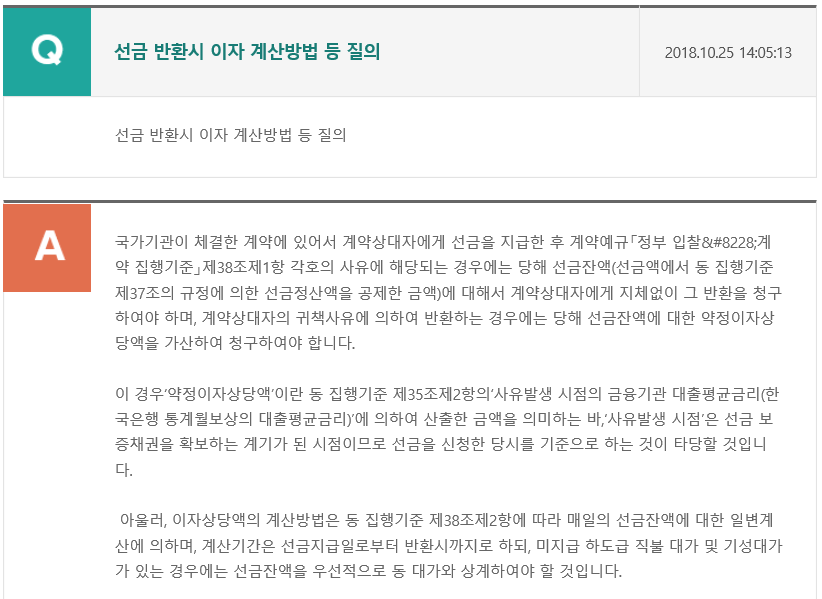 Q
선금 반환시 이자 계산방법 등 질의
2018.10.25 14:05:13
선금 반환시 이자 계산방법 등 질의
A
국가기관이 체결한 계약에 있어서 계약상대자에게 선금을 지급한 후 계약예규「정부 입찰&#8228;계
약 집행기준」제38조제1항 각호의 사유에 해당되는 경우에는 당해 선금잔액(선금액에서 동 집행기준
제37조의 규정에 의한 선금정산액을 공제한 금액)에 대해서 계약상대자에게 지체없이 그 반환을 청구
하여야 하며, 계약상대자의 귀책사유에 의하여 반환하는 경우에는 당해 선금잔액에 대한 약정이자상
당액을 가산하여 청구하여야 합니다.
이 경우‘약정이자상당액’이란 동 집행기준 제35조제2항의‘사유발생 시점의 금융기관 대출평균금리(한
국은행 통계월보상의 대출평균금리)’에 의하여 산출한 금액을 의미하는 바,‘사유발생 시점’은 선금 보
증채권을 확보하는 계기가 된 시점이므로 선금을 신청한 당시를 기준으로 하는 것이 타당할 것입니
다.
아울러, 이자상당액의 계산방법은 동 집행기준 제38조제2항에 따라 매일의 선금잔액에 대한 일변계
산에 의하며, 계산기간은 선금지급일로부터 반환시까지로 하되, 미지급 하도급 직불 대가 및 기성대가
가 있는 경우에는 선금잔액을 우선적으로 동 대가와 상계하여야 할 것입니다.